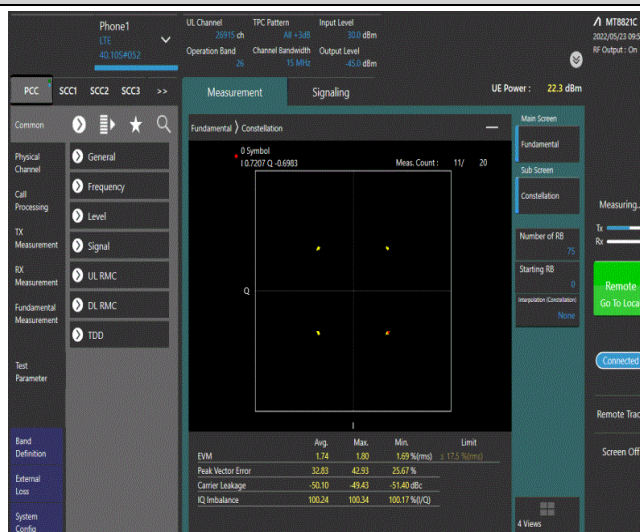 Phone1
LTE
40.10S#052
UL Channel TPC Pattern Input Level
26915 ch All +3dB 30.0 dBm
Operation Band Channel Bandwidth Output Level
26 15 MHz -45.0 dBm
MT8821C
2022/05/23 09:5
RF Output : On
PCC SCC1 SCC2 SCC3 >>
Measurement Signaling UE Power : 22.3 dBm
Common
Physical
Channel
Call
Processing
TX
Measurement
RX
Measurement
Fundamental
Measurement
Test
Parameter
Band
Definition
External
Loss
System
Config
General
Frequency
Level
Signal
UL RMC
DL RMC
TDD
Fundamental > Constellation
0 Symbol
I 0.7207 Q -0.6983 Meas. Count : 11/ 20
Q
I
Avg. Max. Min. Limit
EVM 1.74 1.80 1.69 %(rms) ± 17.5 %(rms)
Peak Vector Error 32.83 42.93 25.67 %
Carrier Leakage -50.10 -49.43 -51.40 dBc
IQ Imbalance 100.24 100.34 100.17 %(I/Q)
Main Screen
Fundamental
Sub Screen
Constellation
Number of RB
75
Starting RB
0
Interpolation (Constellation)
None
4 Views
Measuring..
Tx
Rx
Remote
Go To Loca
Connected
Remote Trac
Screen Off